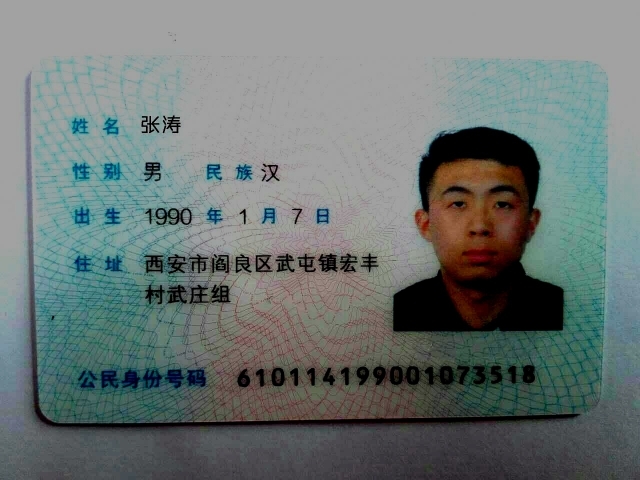 姓名 张涛
性别 男 民族 汉
出生 1990 年 1 月 7 日
住址 西安市阎良区武屯镇宏丰
村武庄组
公民身份号码 610114199001073518